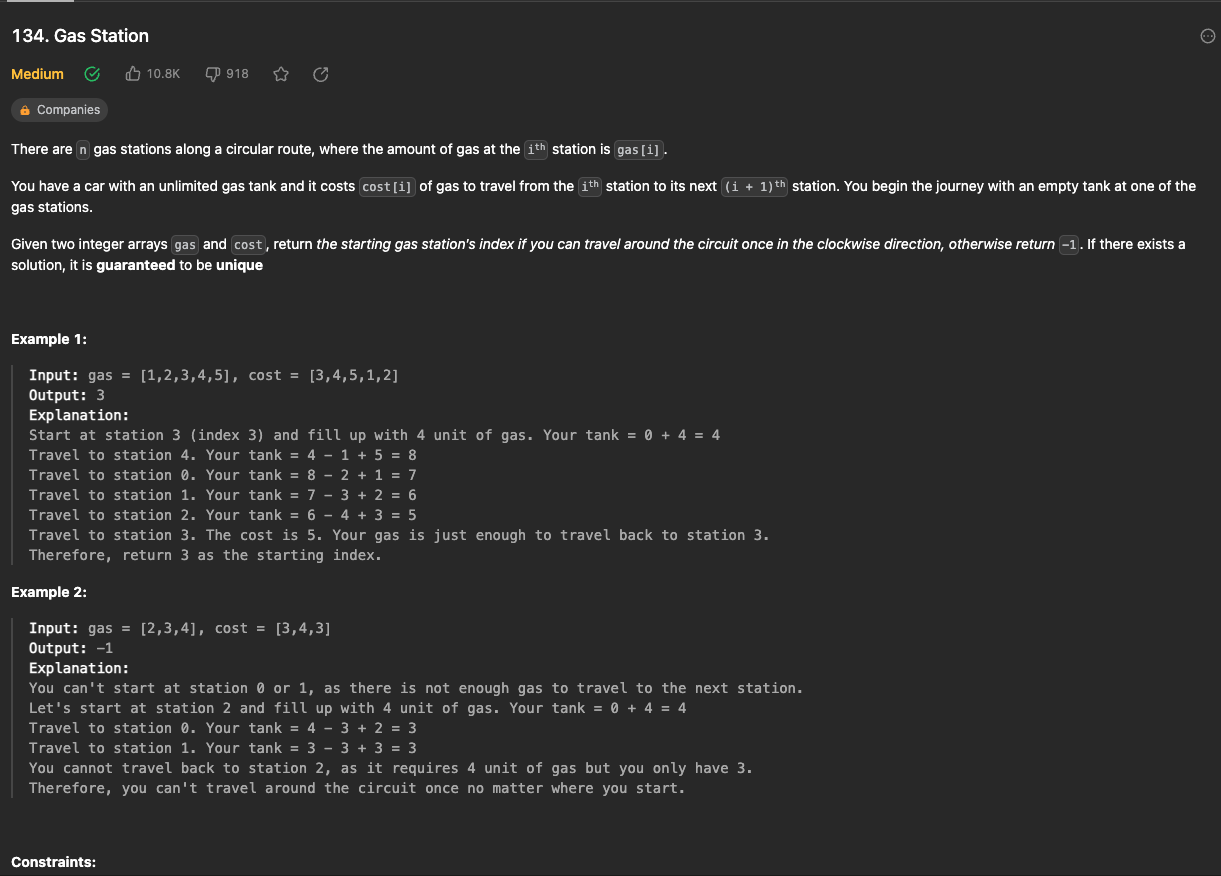 134. Gas Station
Medium 10.8K 918
Companies
There are n gas stations along a circular route, where the amount of gas at the ith station is gas[i].
You have a car with an unlimited gas tank and it costs cost[i] of gas to travel from the ith station to its next (i + 1)th station. You begin the journey with an empty tank at one of the
gas stations.
Given two integer arrays gas and cost, return the starting gas station's index if you can travel around the circuit once in the clockwise direction, otherwise return -1. If there exists a
solution, it is guaranteed to be unique
Example 1:
Input: gas = [1,2,3,4,5], cost = [3,4,5,1,2]
Output: 3
Explanation:
Start at station 3 (index 3) and fill up with 4 unit of gas. Your tank = 0 + 4 = 4
Travel to station 4. Your tank = 4 - 1 + 5 = 8
Travel to station 0. Your tank = 8 - 2 + 1 = 7
Travel to station 1. Your tank = 7 - 3 + 2 = 6
Travel to station 2. Your tank = 6 - 4 + 3 = 5
Travel to station 3. The cost is 5. Your gas is just enough to travel back to station 3.
Therefore, return 3 as the starting index.
Example 2:
Input: gas = [2,3,4], cost = [3,4,3]
Output: -1
Explanation:
You can't start at station 0 or 1, as there is not enough gas to travel to the next station.
Let's start at station 2 and fill up with 4 unit of gas. Your tank = 0 + 4 = 4
Travel to station 0. Your tank = 4 - 3 + 2 = 3
Travel to station 1. Your tank = 3 - 3 + 3 = 3
You cannot travel back to station 2, as it requires 4 unit of gas but you only have 3.
Therefore, you can't travel around the circuit once no matter where you start.
Constraints: